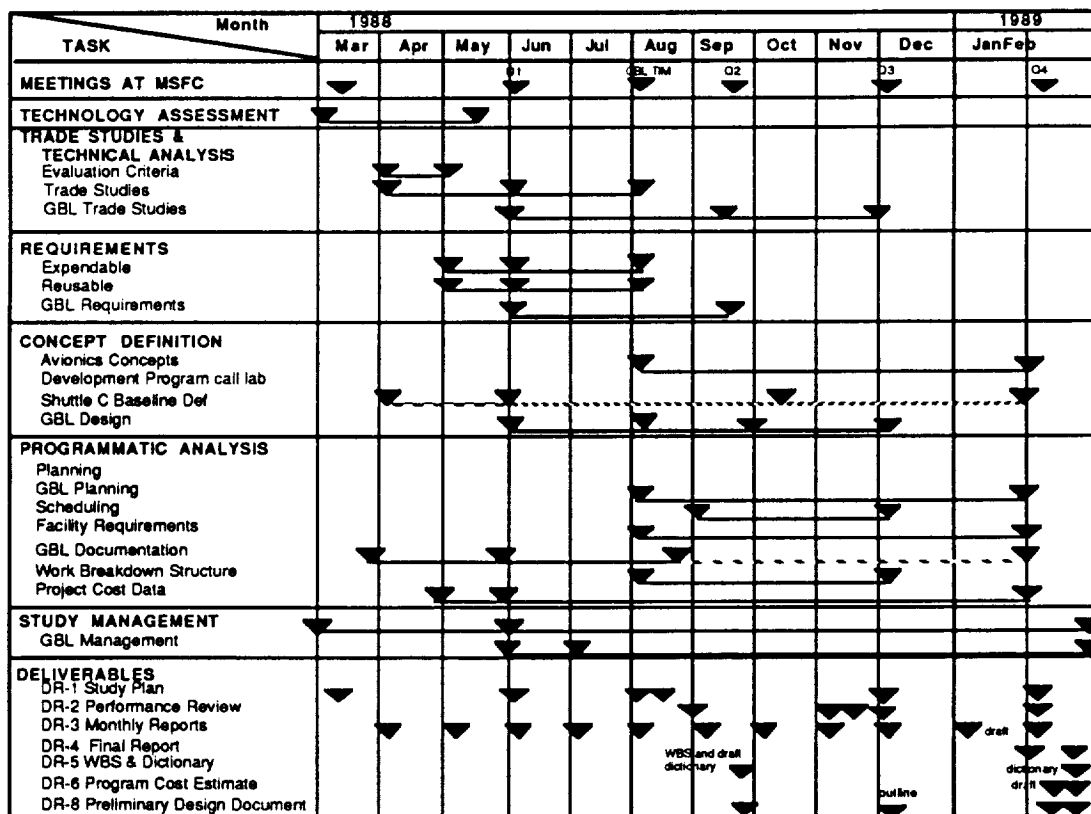 Month
1988
1989
TASK
Mar Apr May Jun Jul Aug Sep Oct Nov Dec JanFeb
MEETINGS AT MSFC
Q1 GBL TIM Q2 Q3 Q4
TECHNOLOGY ASSESSMENT
TRADE STUDIES &
TECHNICAL ANALYSIS
Evaluation Criteria
Trade Studies
GBL Trade Studies
REQUIREMENTS
Expendable
Reusable
GBL Requirements
CONCEPT DEFINITION
Avionics Concepts
Development Program call lab
Shuttle C Baseline Def
GBL Design
PROGRAMMATIC ANALYSIS
Planning
GBL Planning
Scheduling
Facility Requirements
GBL Documentation
Work Breakdown Structure
Project Cost Data
STUDY MANAGEMENT
GBL Management
DELIVERABLES
DR-1 Study Plan
DR-2 Performance Review
DR-3 Monthly Reports draft
DR-4 Final Report
WBS and draft
DR-5 WBS & Dictionary dictionary dictionary
DR-6 Program Cost Estimate draft
outline
DR-8 Preliminary Design Document